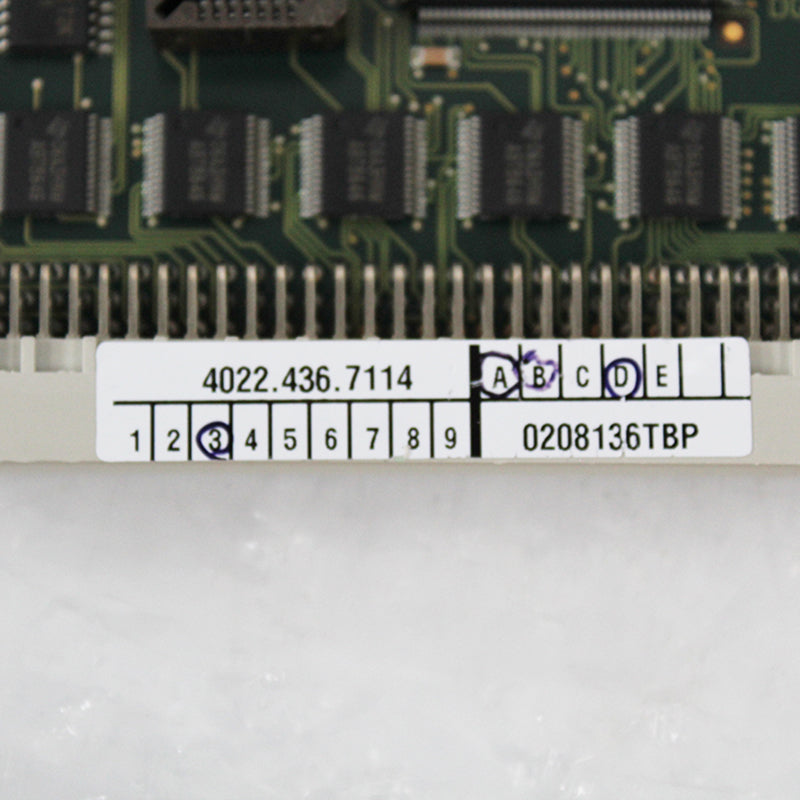 4022.436.7114 A B C D E
1 2 3 4 5 6 7 8 9 0208136TBP